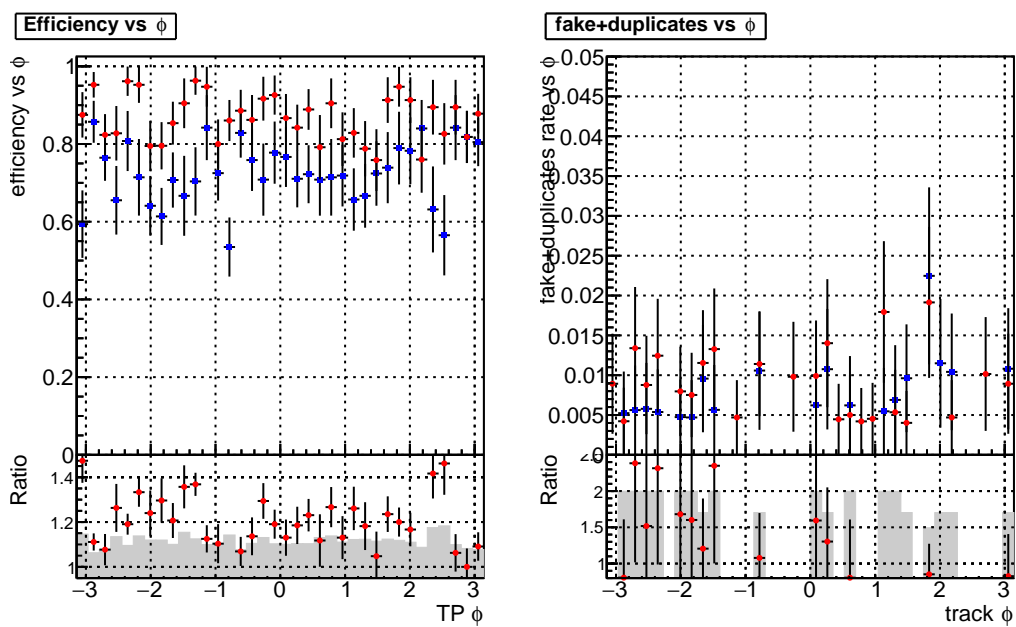 Efficiency vs ϕ
efficiency vs ϕ
1
0.8
0.6
0.4
0.2
0
Ratio
1.4
1.2
1
−3 −2 −1 0 1 2 3
TP ϕ
fake+duplicates vs ϕ
fake+duplicates rate vs ϕ
0.05
0.045
0.04
0.035
0.03
0.025
0.02
0.015
0.01
0.005
0
Ratio
2
1.5
1
−3 −2 −1 0 1 2 3
track ϕ